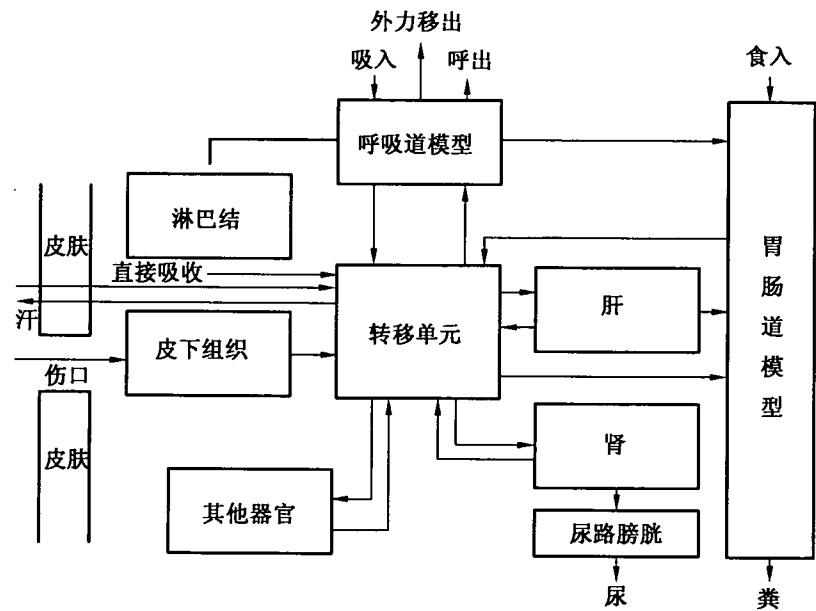 外力移出
吸入
呼出
食入
呼吸道模型
淋巴结
皮肤
直接吸收
汗
转移单元
肝
胃肠道模型
皮下组织
伤口
皮肤
肾
其他器官
尿路膀胱
尿
粪